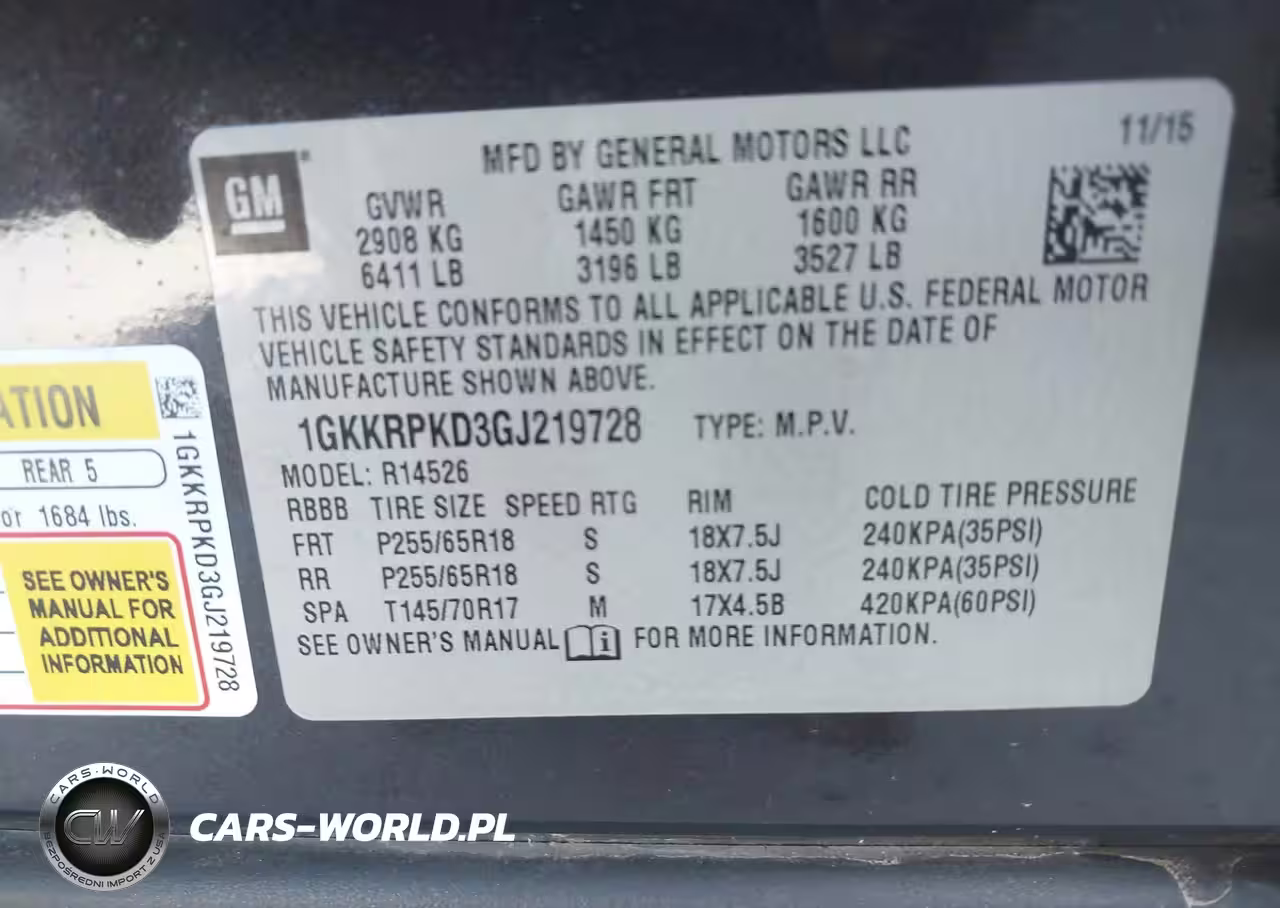 11/15
MFD BY GENERAL MOTORS LLC
GM
GVWR GAWR FRT GAWR RR
2908 KG 1450 KG 1600 KG
6411 LB 3196 LB 3527 LB
THIS VEHICLE CONFORMS TO ALL APPLICABLE U.S. FEDERAL MOTOR
VEHICLE SAFETY STANDARDS IN EFFECT ON THE DATE OF
MANUFACTURE SHOWN ABOVE.
1GKKRPKD3GJ219728 TYPE: M.P.V.
MODEL: R14526
RBBB TIRE SIZE SPEED RTG RIM COLD TIRE PRESSURE
FRT P255/65R18 S 18X7.5J 240KPA(35PSI)
RR P255/65R18 S 18X7.5J 240KPA(35PSI)
SPA T145/70R17 M 17X4.5B 420KPA(60PSI)
SEE OWNER'S MANUAL i FOR MORE INFORMATION.
ATION
REAR 5
or 1684 lbs.
SEE OWNER'S
MANUAL FOR
ADDITIONAL
INFORMATION
1GKKRPKD3GJ219728
CARS-WORLD
CW
BEZPOŚREDNI IMPORT Z USA
CARS-WORLD.PL